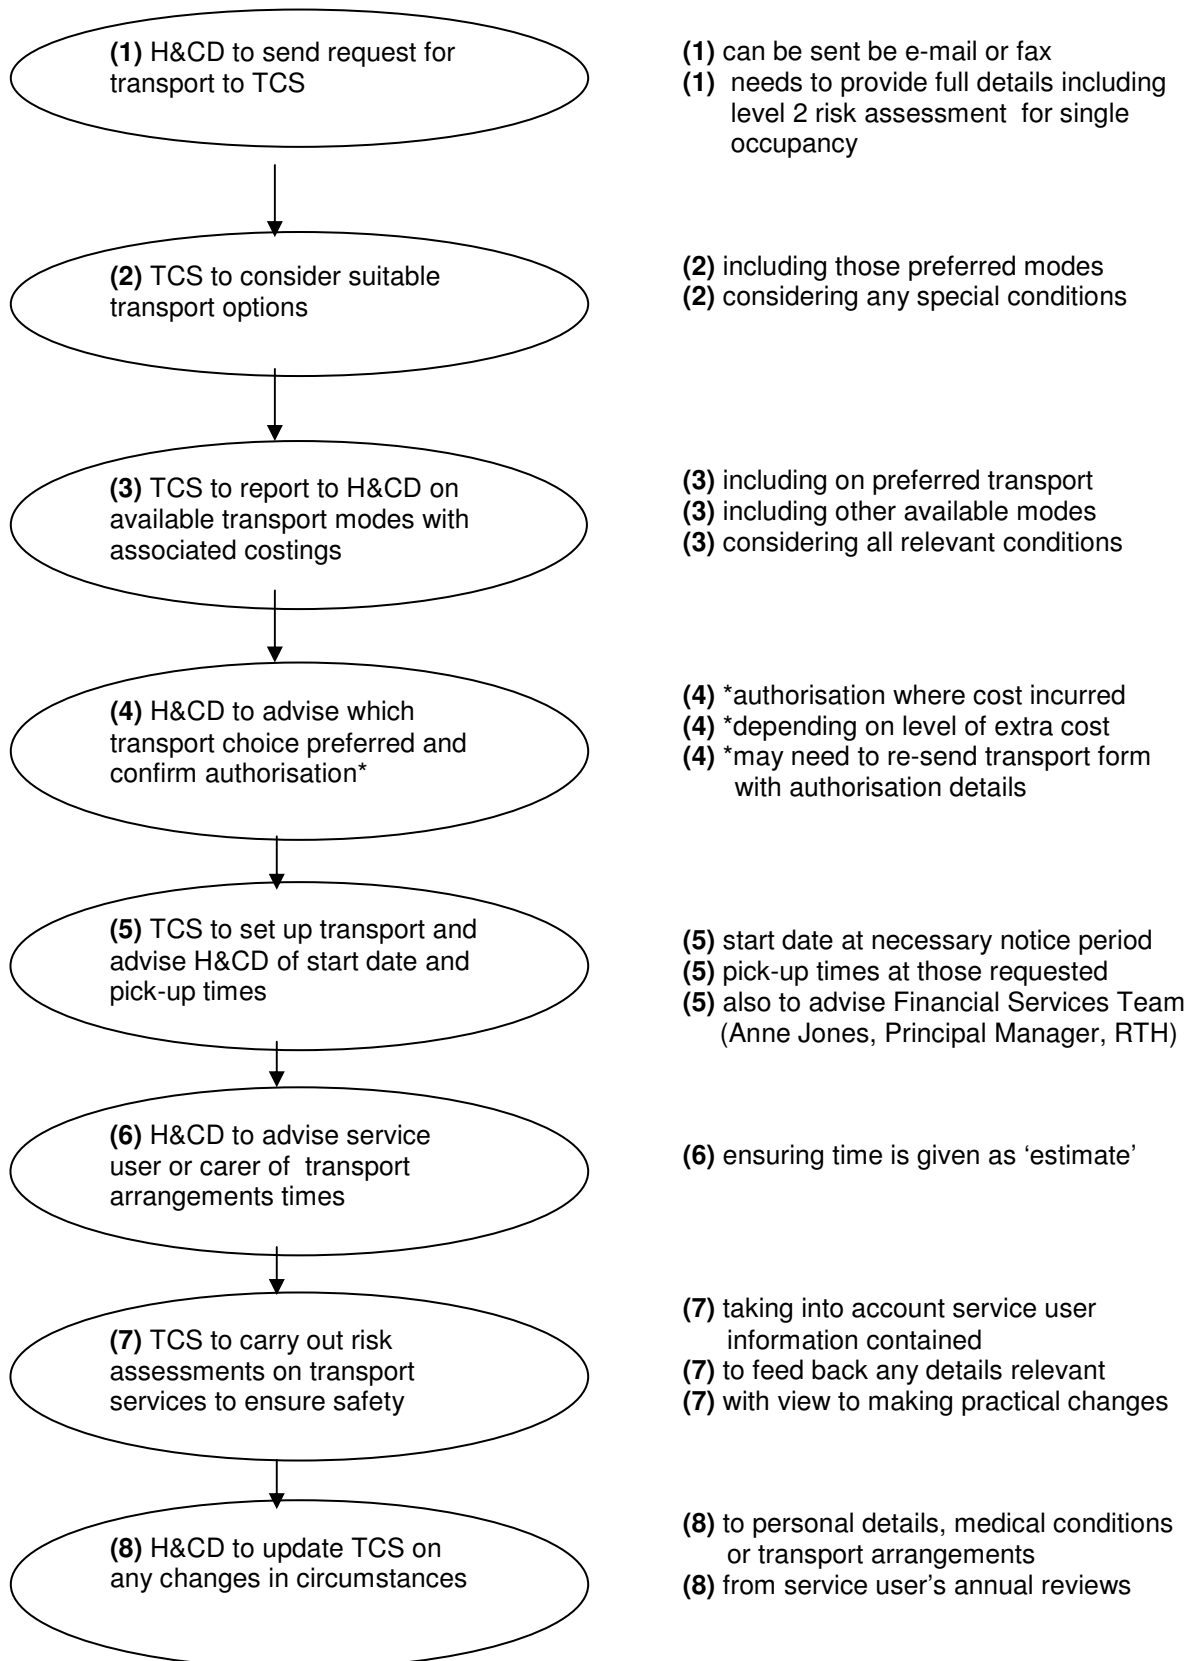 (1) H&CD to send request for
transport to TCS
(1) can be sent be e-mail or fax
(1) needs to provide full details including
level 2 risk assessment for single
occupancy
(2) TCS to consider suitable
transport options
(2) including those preferred modes
(2) considering any special conditions
(3) TCS to report to H&CD on
available transport modes with
associated costings
(3) including on preferred transport
(3) including other available modes
(3) considering all relevant conditions
(4) H&CD to advise which
transport choice preferred and
confirm authorisation*
(4) *authorisation where cost incurred
(4) *depending on level of extra cost
(4) *may need to re-send transport form
with authorisation details
(5) TCS to set up transport and
advise H&CD of start date and
pick-up times
(5) start date at necessary notice period
(5) pick-up times at those requested
(5) also to advise Financial Services Team
(Anne Jones, Principal Manager, RTH)
(6) H&CD to advise service
user or carer of transport
arrangements times
(6) ensuring time is given as ‘estimate’
(7) TCS to carry out risk
assessments on transport
services to ensure safety
(7) taking into account service user
information contained
(7) to feed back any details relevant
(7) with view to making practical changes
(8) H&CD to update TCS on
any changes in circumstances
(8) to personal details, medical conditions
or transport arrangements
(8) from service user’s annual reviews